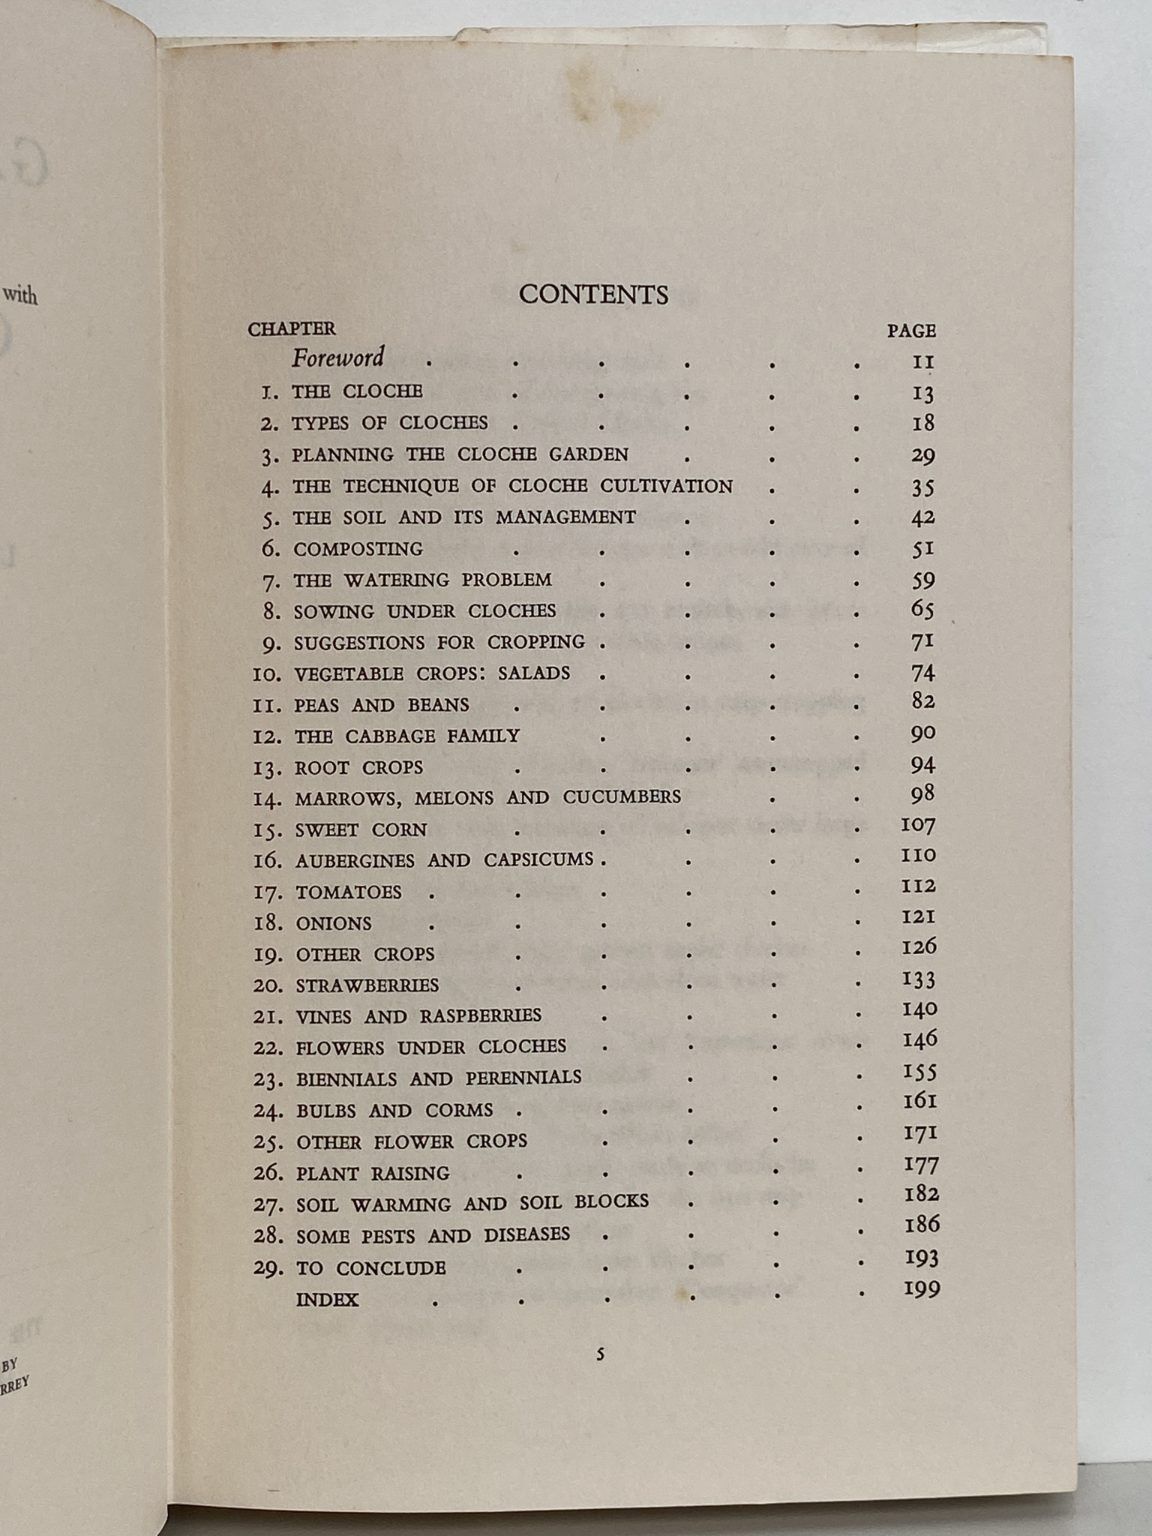 with
BY
RREY
CONTENTS
CHAPTER PAGE
Foreword . . . . . . 11
1. THE CLOCHE . . . . . 13
2. TYPES OF CLOCHES . . . . . 18
3. PLANNING THE CLOCHE GARDEN . . . 29
4. THE TECHNIQUE OF CLOCHE CULTIVATION . . 35
5. THE SOIL AND ITS MANAGEMENT . . . 42
6. COMPOSTING . . . . . 51
7. THE WATERING PROBLEM . . . . 59
8. SOWING UNDER CLOCHES . . . . 65
9. SUGGESTIONS FOR CROPPING . . . . 71
10. VEGETABLE CROPS: SALADS . . . . 74
11. PEAS AND BEANS . . . . . 82
12. THE CABBAGE FAMILY . . . . 90
13. ROOT CROPS . . . . . 94
14. MARROWS, MELONS AND CUCUMBERS . . 98
15. SWEET CORN . . . . . 107
16. AUBERGINES AND CAPSICUMS . . . . 110
17. TOMATOES . . . . . . 112
18. ONIONS . . . . . . 121
19. OTHER CROPS . . . . . 126
20. STRAWBERRIES . . . . . 133
21. VINES AND RASPBERRIES . . . . 140
22. FLOWERS UNDER CLOCHES . . . . 146
23. BIENNIALS AND PERENNIALS . . . 155
24. BULBS AND CORMS . . . . . 161
25. OTHER FLOWER CROPS . . . . 171
26. PLANT RAISING . . . . . 177
27. SOIL WARMING AND SOIL BLOCKS . . . 182
28. SOME PESTS AND DISEASES . . . . 186
29. TO CONCLUDE . . . . . 193
INDEX . . . . . . 199
5